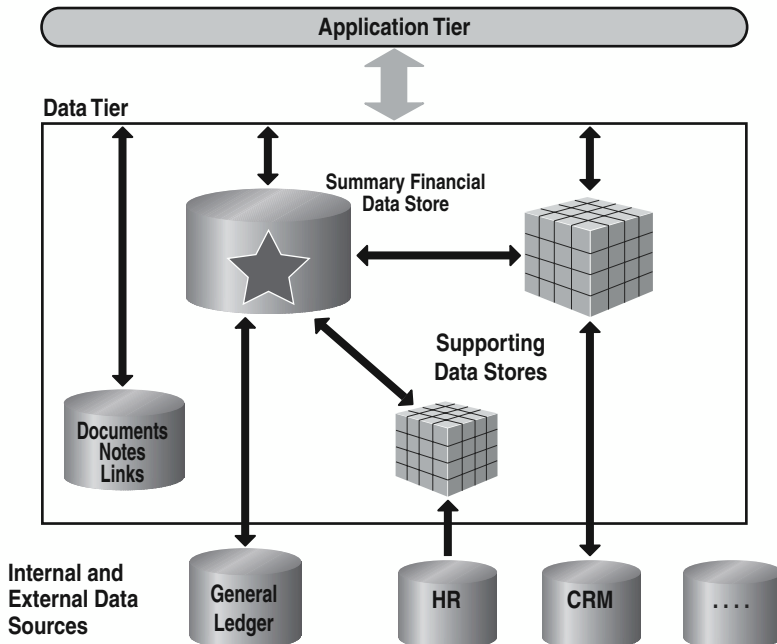 Application Tier
Data Tier
Summary Financial
Data Store
Supporting
Data Stores
Documents
Notes
Links
Internal and
External Data
Sources
General
Ledger
HR
CRM
....